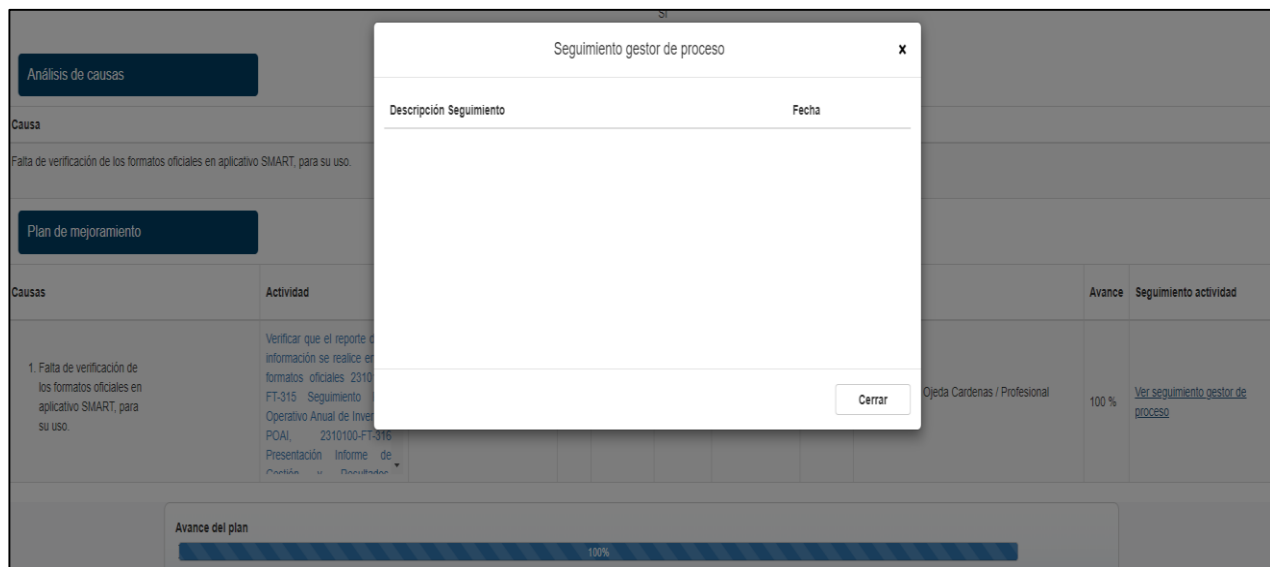 SI
Seguimiento gestor de proceso x
Análisis de causas
Descripción Seguimiento Fecha
Causa
Falta de verificación de los formatos oficiales en aplicativo SMART, para su uso.
Plan de mejoramiento
Causas Actividad Avance Seguimiento actividad
1. Falta de verificación de
los formatos oficiales en
aplicativo SMART, para
su uso.
Verificar que el reporte
información se realice
formatos oficiales 2310
FT-315 Seguimiento
Operativo Anual de
POAI, 2310100-FT-316
Presentación Informe de
Gestión y Resultados
Ojeda Cardenas / Profesional
100 %
Ver seguimiento gestor de
proceso
Cerrar
Avance del plan
100%